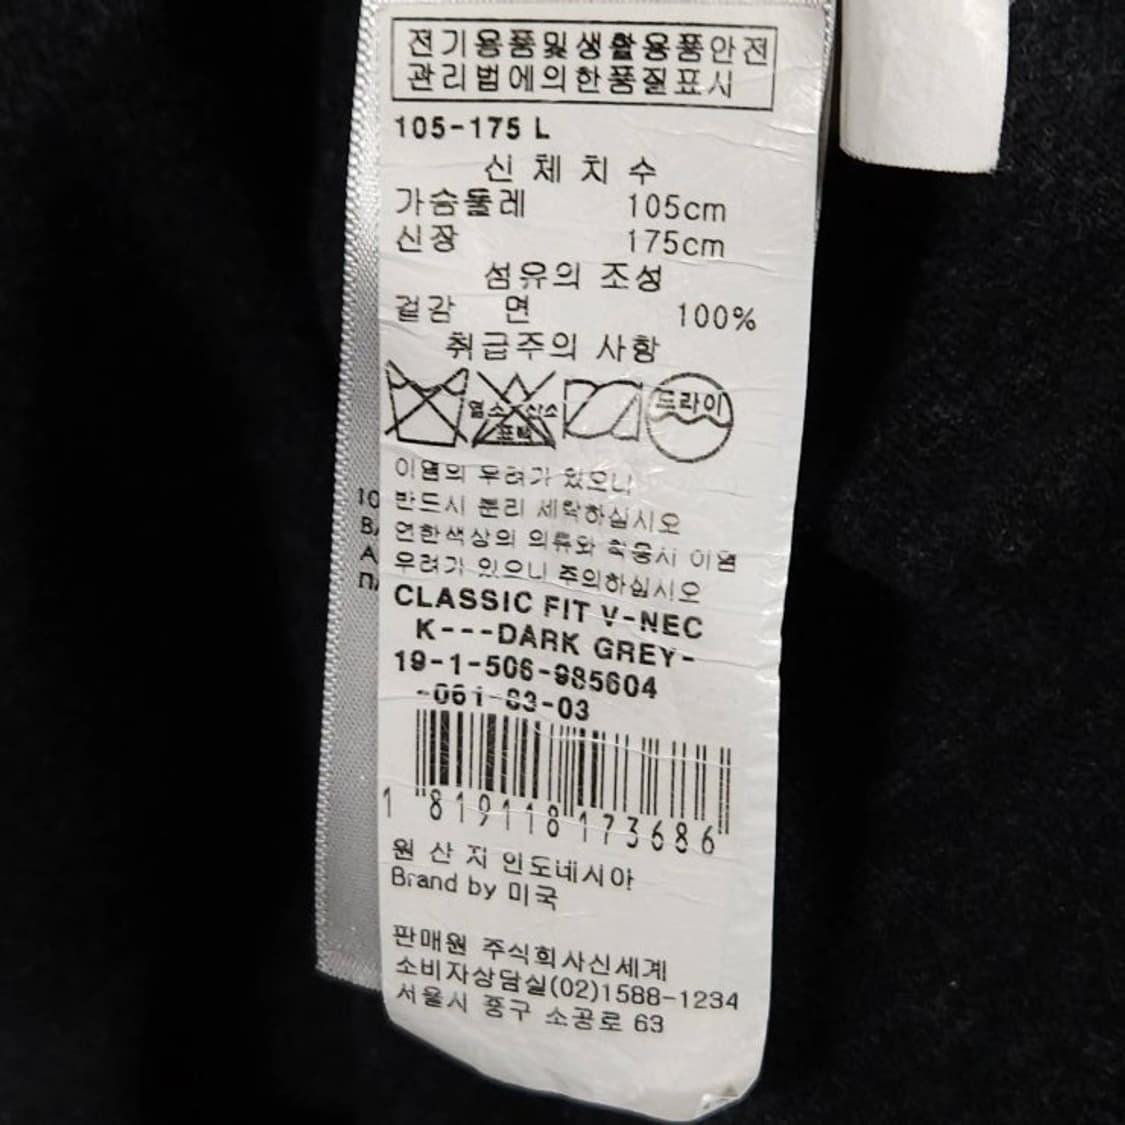 전기용품및생활용품안전
관리법에의한품질표시
105-175 L
신 체 치 수
가슴둘레 105cm
신장 175cm
섬유의 조성
겉감 면 100%
취급주의 사항
염소 산소
표백
드라이
이염의 우려가 있으니
반드시 분리 세탁하십시오
연한색상의 의류와 착용시 이염
우려가 있으니 주의하십시오
CLASSIC FIT V-NEC
K---DARK GREY-
19-1-506-985604
-061-83-03
1 819118 173686
원 산 지 인도네시아
Brand by 미국
판매원 주식회사신세계
소비자상담실(02)1588-1234
서울시 중구 소공로 63